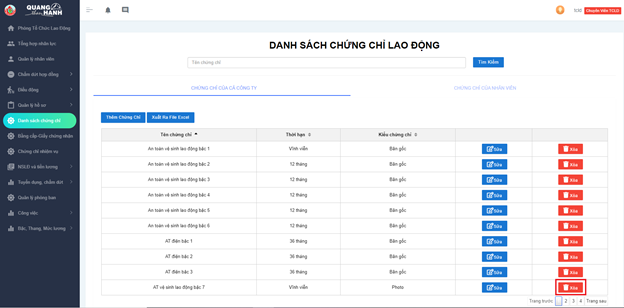 QUANG
HANH
tcld Chuyên Viên TCLĐ
Phòng Tổ Chức Lao Động
Tổng hợp nhân lực
Quản lý nhân viên
Chấm dứt hợp đồng
Điều động
Quản lý hồ sơ
Danh sách chứng chỉ
Bằng cấp-Giấy chứng nhận
Chứng chỉ nhiệm vụ
NSLĐ và tiền lương
Tuyển dụng, chấm dứt
Quản lý phòng ban
Công việc
Bậc, Thang, Mức lương
DANH SÁCH CHỨNG CHỈ LAO ĐỘNG
Tên chứng chỉ Tìm Kiếm
CHỨNG CHỈ CỦA CẢ CÔNG TY CHỨNG CHỈ CỦA NHÂN VIÊN
Thêm Chứng Chỉ Xuất Ra File Excel
Tên chứng chỉ Thời hạn Kiểu chứng chỉ
An toàn vệ sinh lao động bậc 1 Vĩnh viễn Bản gốc Sửa Xóa
An toàn vệ sinh lao động bậc 2 12 tháng Bản gốc Sửa Xóa
An toàn vệ sinh lao động bậc 3 12 tháng Bản gốc Sửa Xóa
An toàn vệ sinh lao động bậc 4 12 tháng Bản gốc Sửa Xóa
An toàn vệ sinh lao động bậc 5 12 tháng Bản gốc Sửa Xóa
An toàn vệ sinh lao động bậc 6 12 tháng Bản gốc Sửa Xóa
AT điện bậc 1 36 tháng Bản gốc Sửa Xóa
AT điện bậc 2 36 tháng Bản gốc Sửa Xóa
AT điện bậc 3 36 tháng Bản gốc Sửa Xóa
AT vệ sinh lao động bậc 7 Vĩnh viễn Photo Sửa Xóa
Trang trước 2 3 4 Trang sau